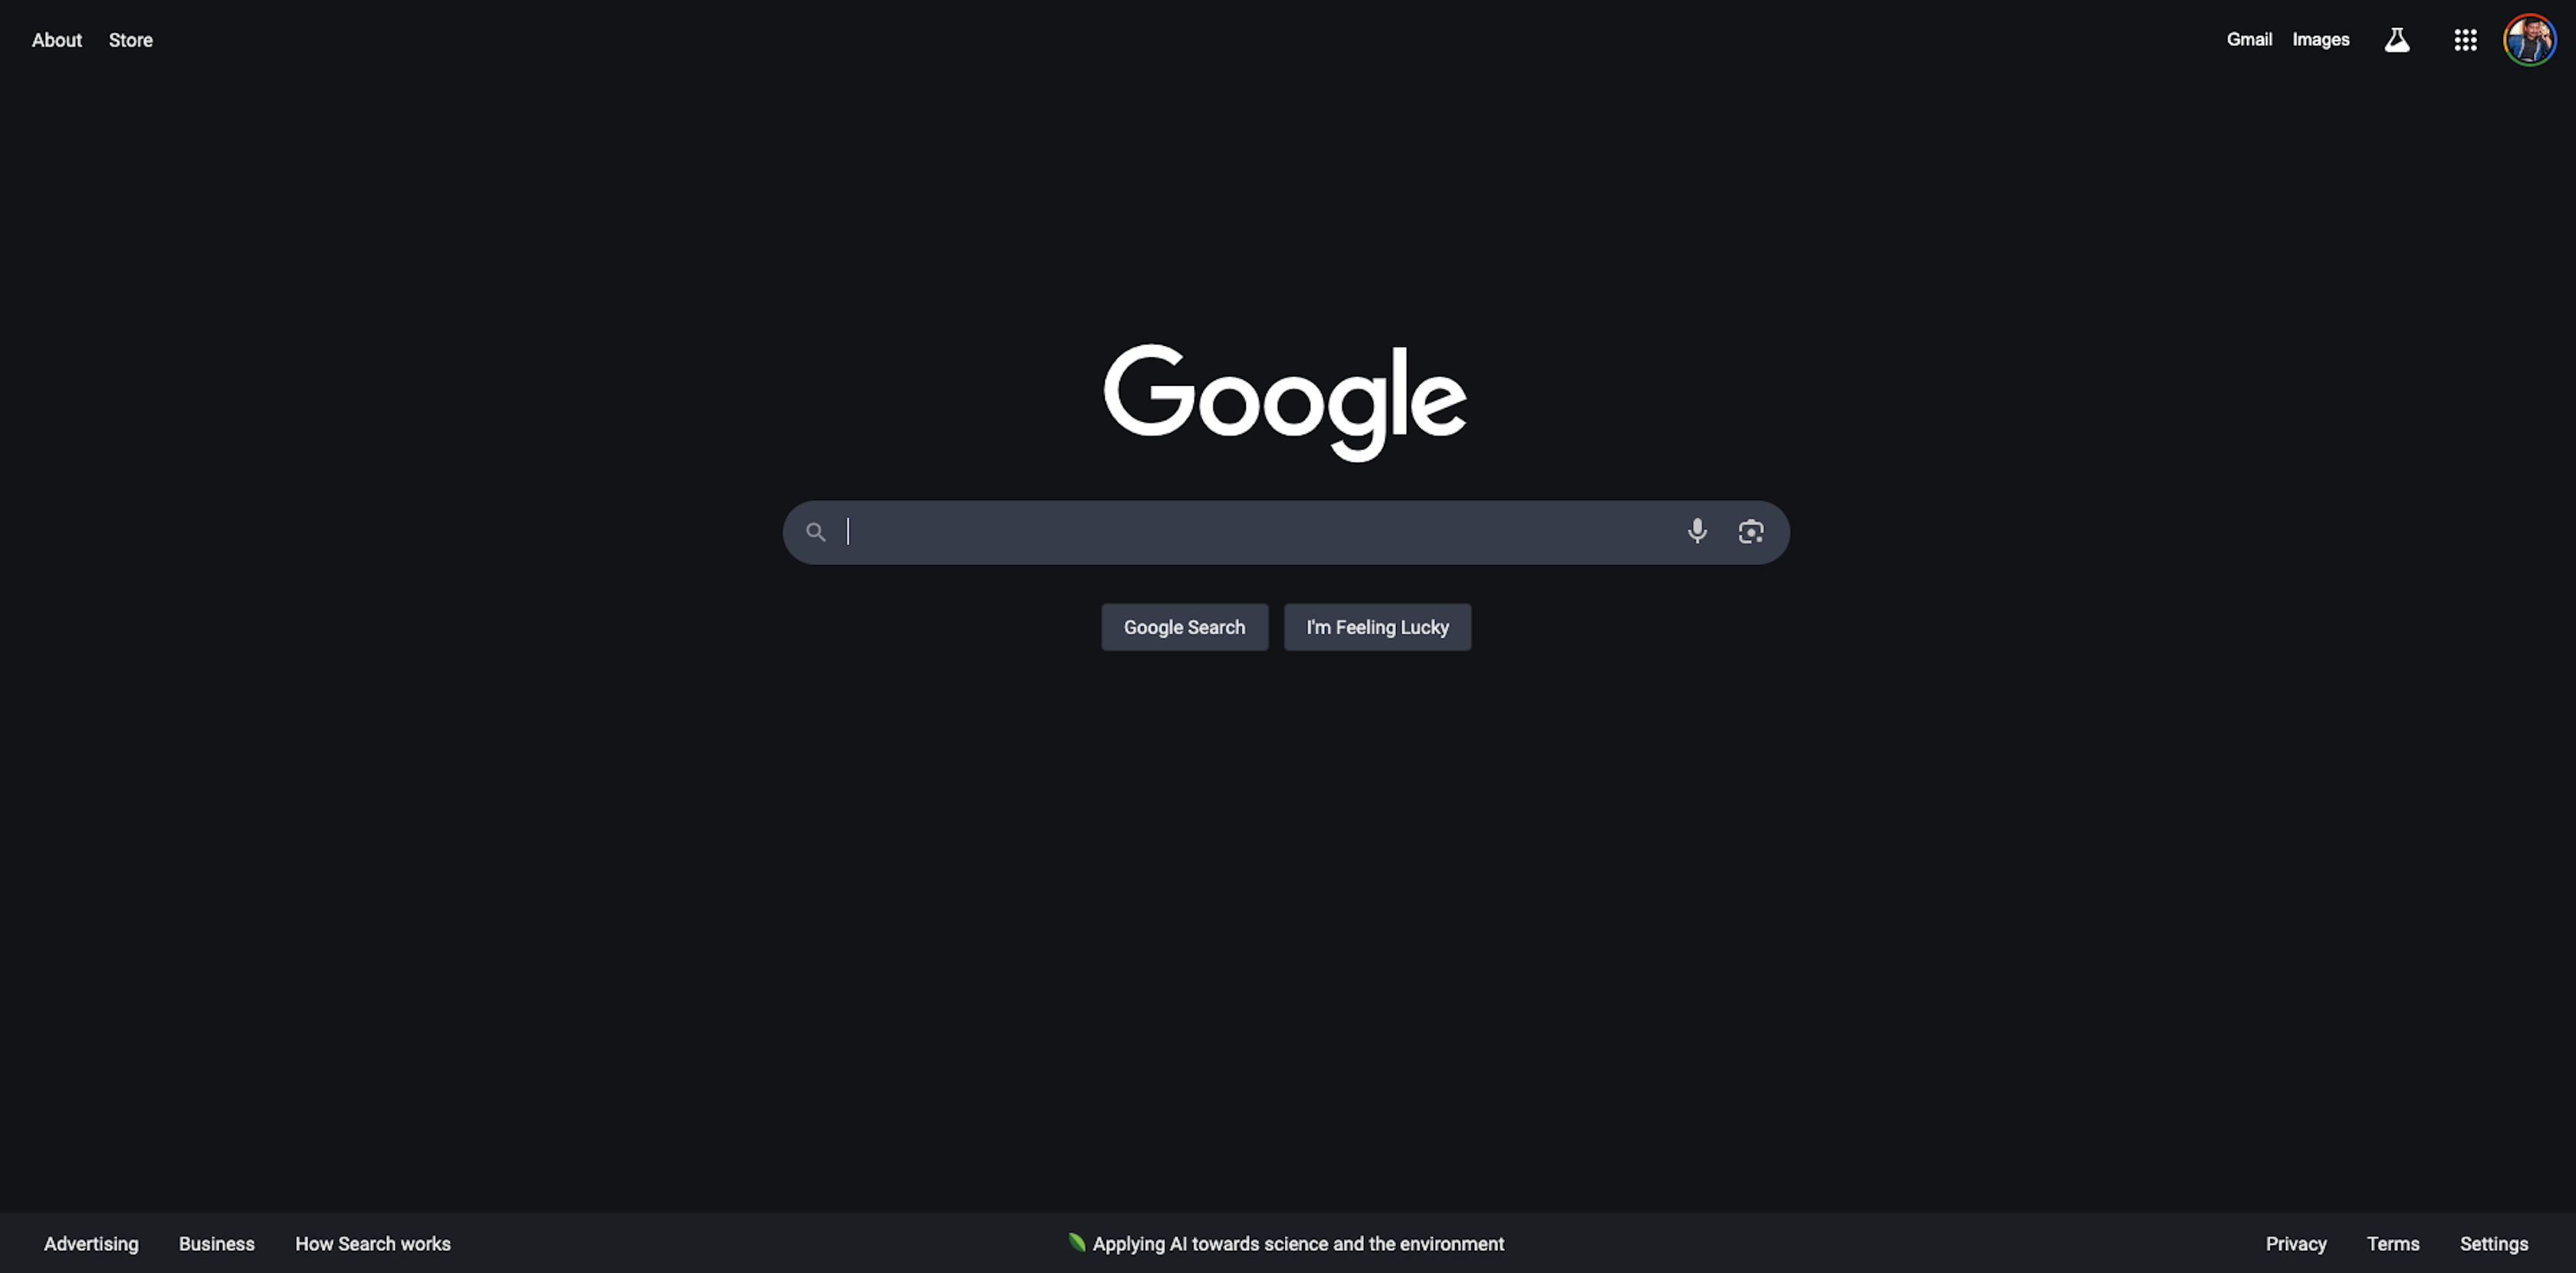 About Store Gmail Images
Google
Google Search I'm Feeling Lucky
Advertising Business How Search works Applying AI towards science and the environment Privacy Terms Settings